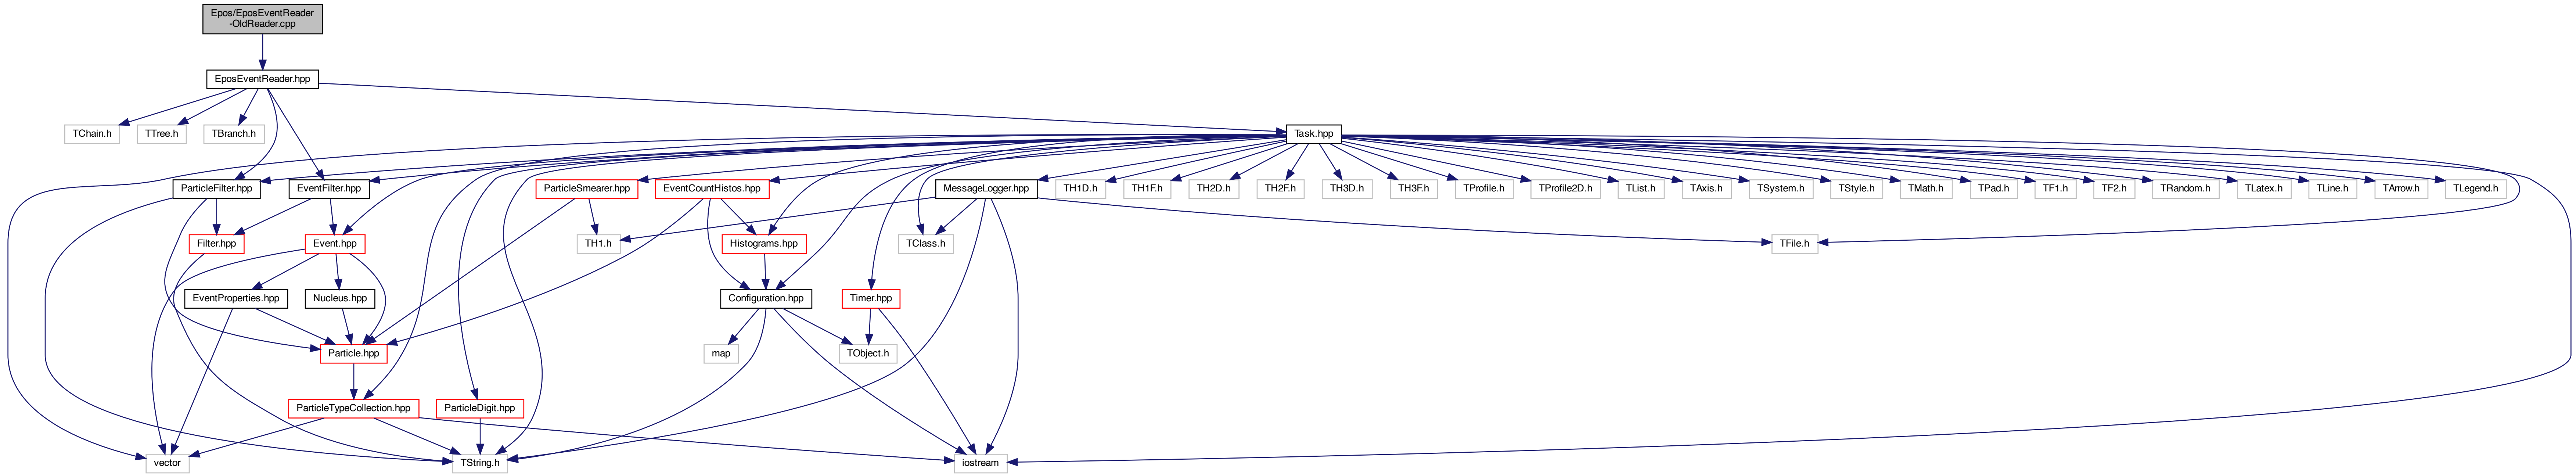 Epos/EposEventReader
-OldReader.cpp
EposEventReader.hpp
TChain.h
TTree.h
TBranch.h
Task.hpp
ParticleFilter.hpp
EventFilter.hpp
ParticleSmearer.hpp
EventCountHistos.hpp
MessageLogger.hpp
TH1D.h
TH1F.h
TH2D.h
TH2F.h
TH3D.h
TH3F.h
TProfile.h
TProfile2D.h
TList.h
TAxis.h
TSystem.h
TStyle.h
TMath.h
TPad.h
TF1.h
TF2.h
TRandom.h
TLatex.h
TLine.h
TArrow.h
TLegend.h
Filter.hpp
Event.hpp
TH1.h
Histograms.hpp
TClass.h
TFile.h
EventProperties.hpp
Nucleus.hpp
Configuration.hpp
Timer.hpp
Particle.hpp
map
TObject.h
ParticleTypeCollection.hpp
ParticleDigit.hpp
vector
TString.h
iostream